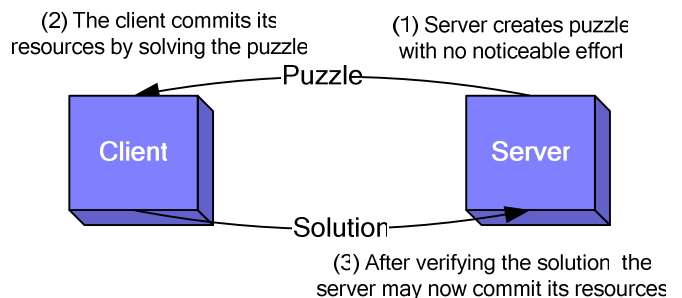 (2) The client commits its
resources by solving the puzzle
(1) Server creates puzzle
with no noticeable effort
Puzzle
Client
Server
Solution
(3) After verifying the solution the
server may now commit its resources